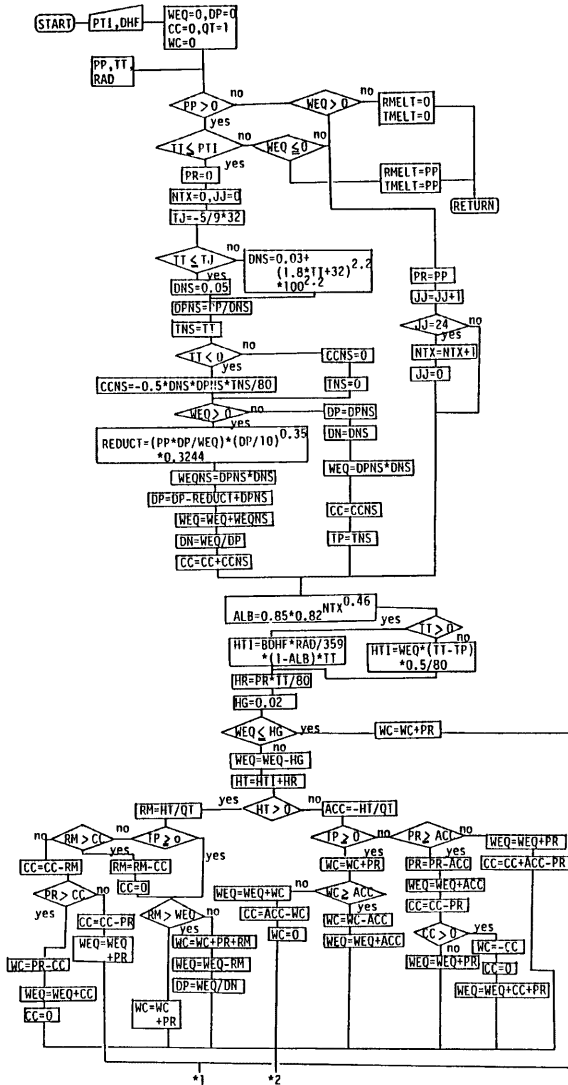 START
PTI,DHF
WEQ=0,DP=0
CC=0,QT=1
WC=0
PP,TT,
RAD
PP>0
no
WEQ>0
no
RMELT=0
TMELT=0
yes
TT≤PTI
no
WEQ≤0
no
yes
RMELT=PP
TMELT=PP
RETURN
PR=0
NTX=0,JJ=0
TJ=-5/9*32
TT≤TJ
no
DNS=0.03+
(1.8*TT+32)^2.2
*100^2.2
yes
DNS=0.05
DPNS=PP/DNS
TNS=TT
PR=PP
JJ=JJ+1
JJ=24
no
yes
NTX=NTX+1
JJ=0
TT<0
no
CCNS=0
yes
CCNS=-0.5*DNS*DPNS*TNS/80
TNS=0
WEQ>0
no
DP=DPNS
yes
DN=DNS
REDUCT=(PP*DP/WEQ)*(DP/10)^0.35
*0.3244
WEQ=DPNS*DNS
WEQNS=DPNS*DNS
DP=DP-REDUCT+DPNS
CC=CCNS
WEQ=WEQ+WEQNS
DN=WEQ/DP
TP=TNS
CC=CC+CCNS
ALB=0.85*0.82^NTX^0.46
yes
TT>0
no
HTI=BDHF*RAD/359
*(1-ALB)*TT
HTI=WEQ*(TT-TP)
*0.5/80
HR=PR*TT/80
HG=0.02
WEQ≤HG
yes
WC=WC+PR
no
WEQ=WEQ-HG
HT=HTI+HR
RM=HT/QT
yes
HT>0
no
ACC=-HT/QT
no
RM>CC
no
TP≥0
TP≥0
no
PR≥ACC
no
WEQ=WEQ+PR
yes
yes
yes
yes
CC=CC-RM
RM=RM-CC
WC=WC+PR
PR=PR-ACC
CC=CC+ACC-PR
CC=0
PR>CC
no
WEQ=WEQ+WC
no
WC≥ACC
WEQ=WEQ+ACC
yes
CC=CC-PR
RM>WEQ
no
CC=ACC-WC
yes
CC=CC-PR
WEQ=WEQ
+PR
yes
WC=WC+PR+RM
WC=0
WC=WC-ACC
CC>0
yes
WC=PR-CC
WEQ=WEQ-RM
WEQ=WEQ+ACC
no
WC=-CC
WEQ=WEQ+CC
DP=WEQ/DN
WEQ=WEQ+PR
CC=0
CC=0
WC=WC
+PR
WEQ=WEQ+CC+PR
*1
*2